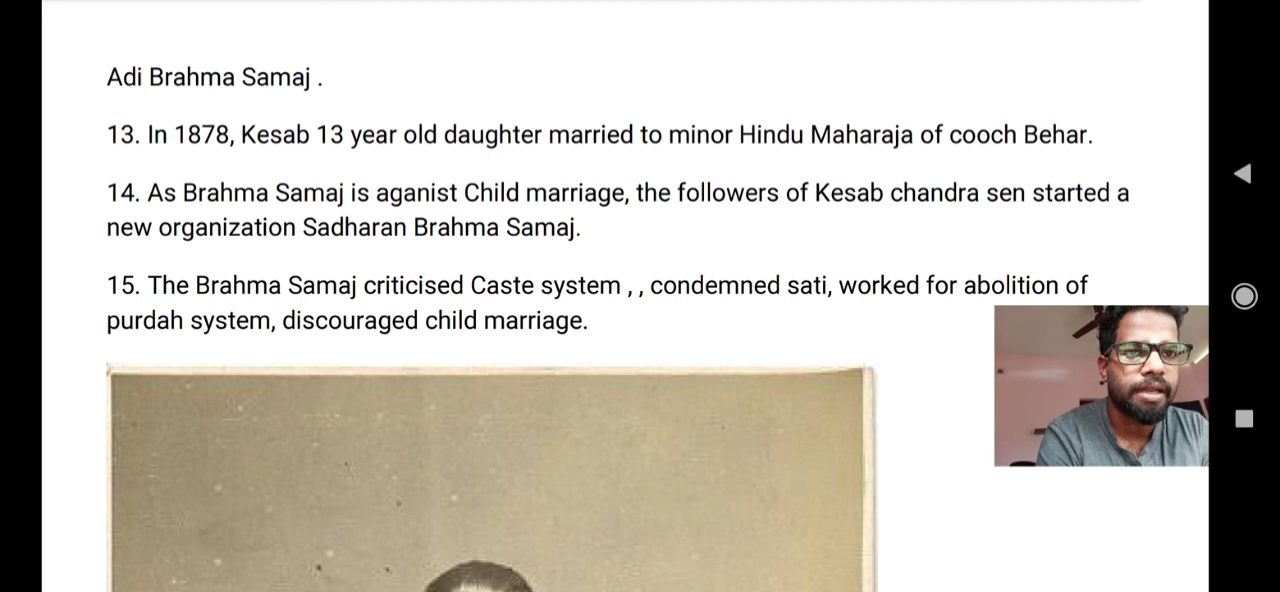 Adi Brahma Samaj .
13. In 1878, Kesab 13 year old daughter married to minor Hindu Maharaja of cooch Behar.
14. As Brahma Samaj is aganist Child marriage, the followers of Kesab chandra sen started a
new organization Sadharan Brahma Samaj.
15. The Brahma Samaj criticised Caste system , , condemned sati, worked for abolition of
purdah system, discouraged child marriage.